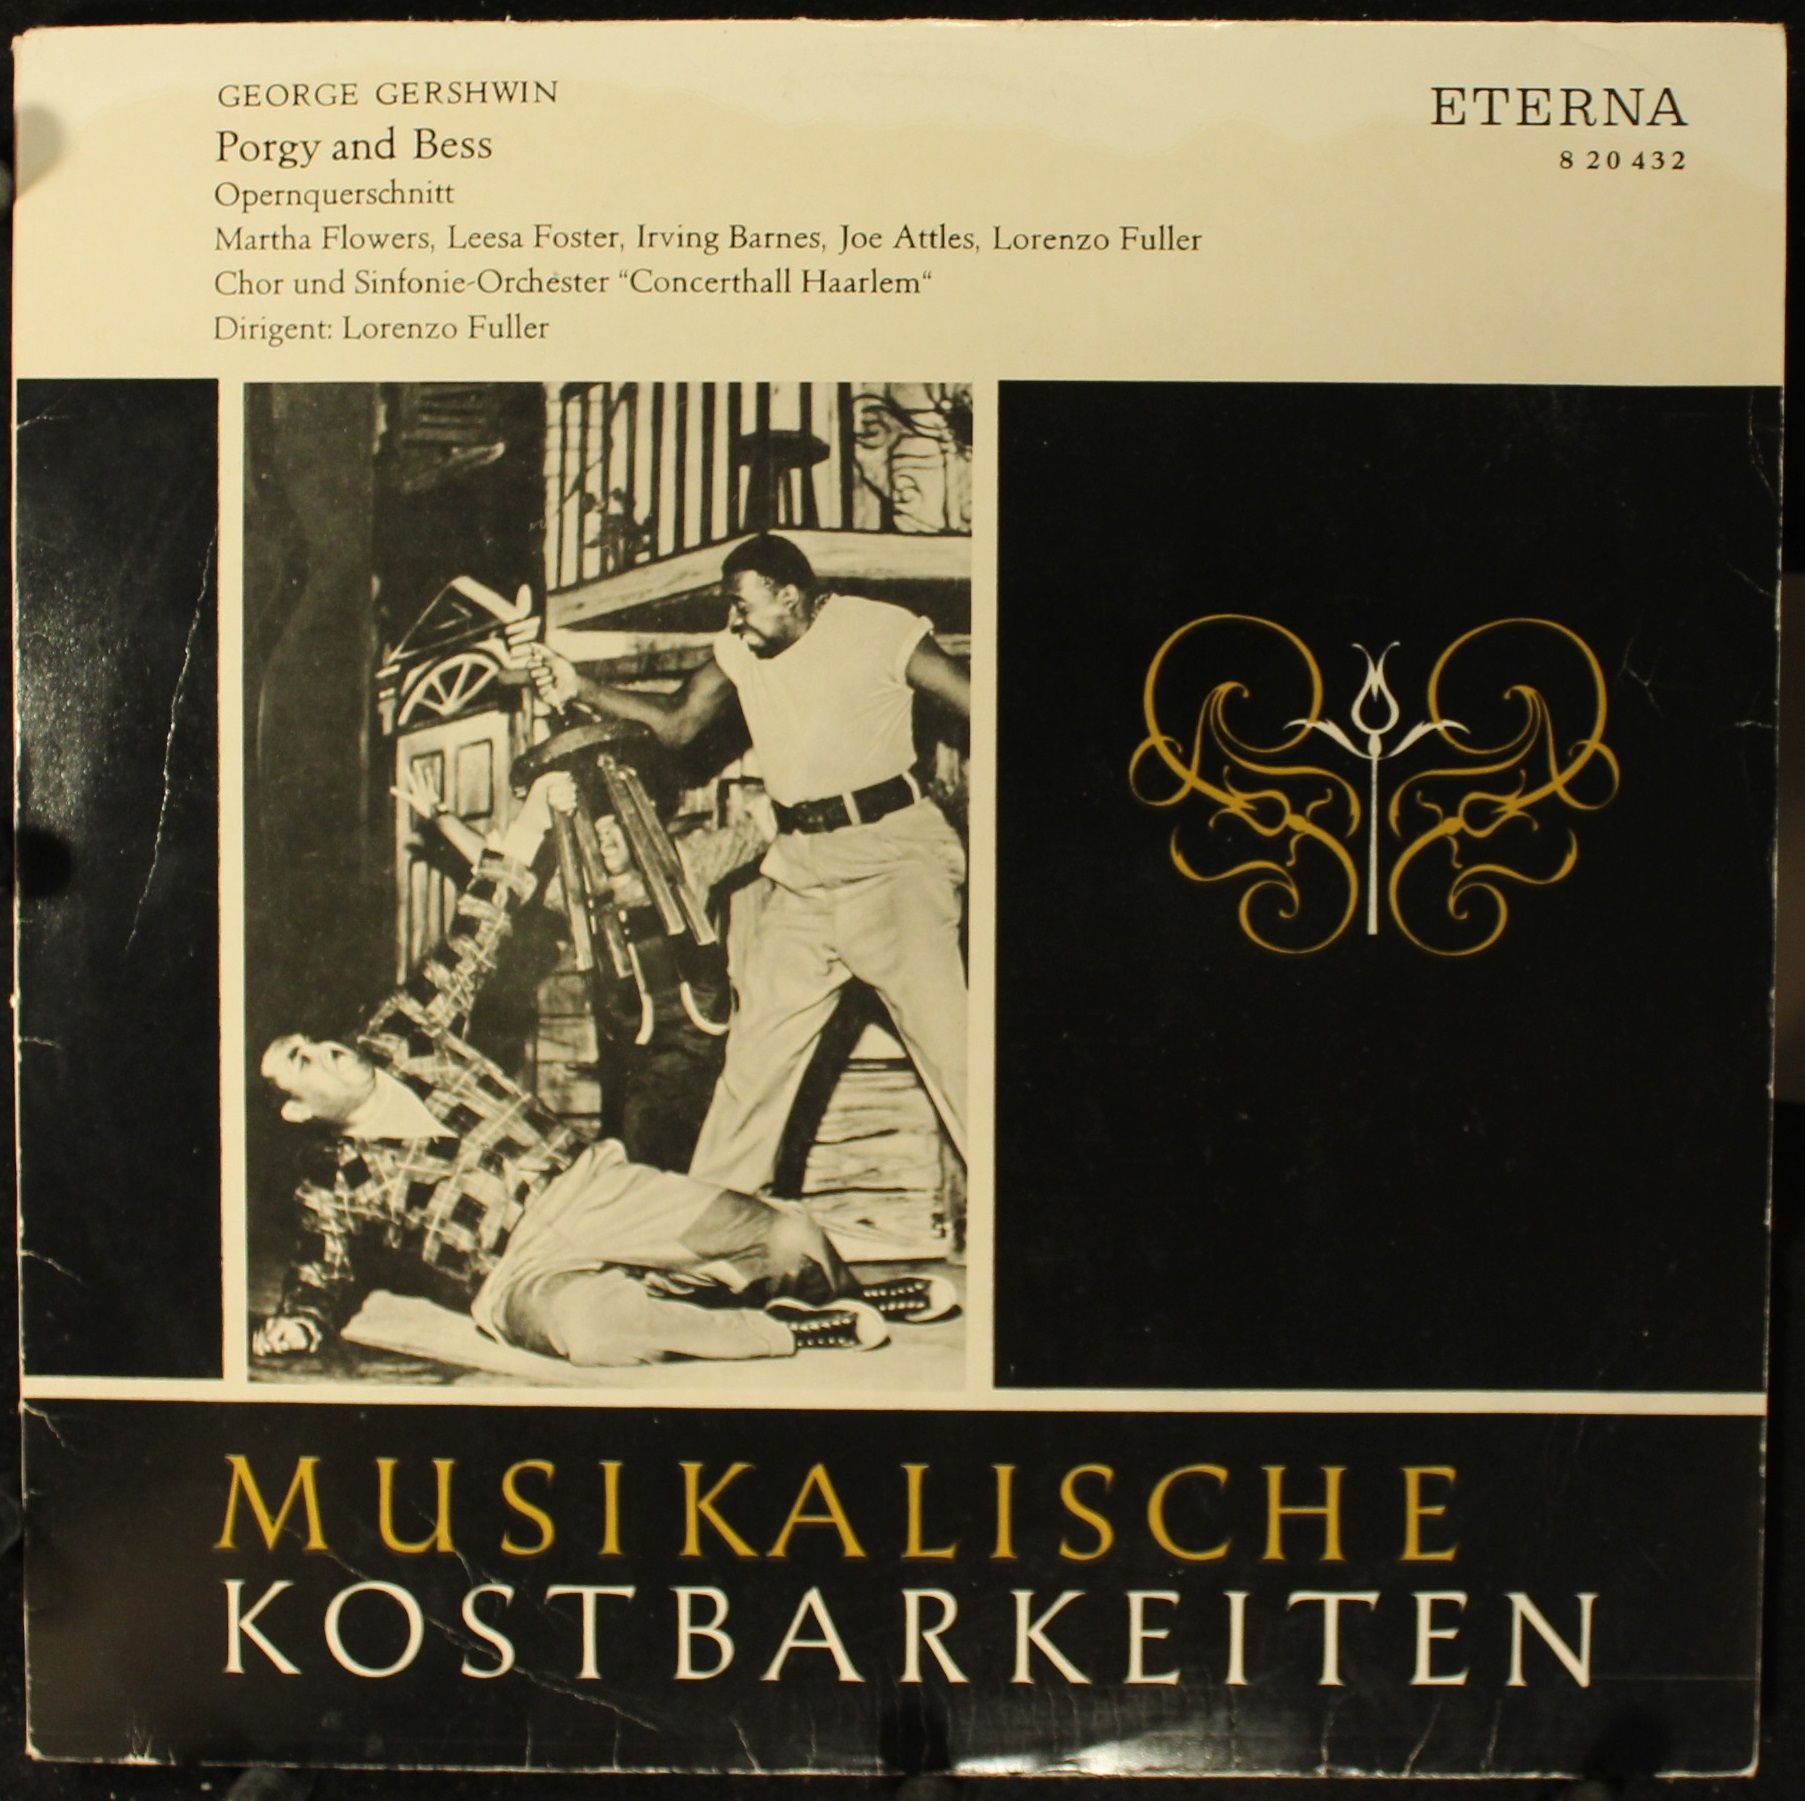 GEORGE GERSHWIN
Porgy and Bess
Opernquerschnitt
Martha Flowers, Leesa Foster, Irving Barnes, Joe Attles, Lorenzo Fuller
Chor und Sinfonie-Orchester “Concerthall Haarlem“
Dirigent: Lorenzo Fuller
ETERNA
8 20 432
MUSIKALISCHE
KOSTBARKEITEN